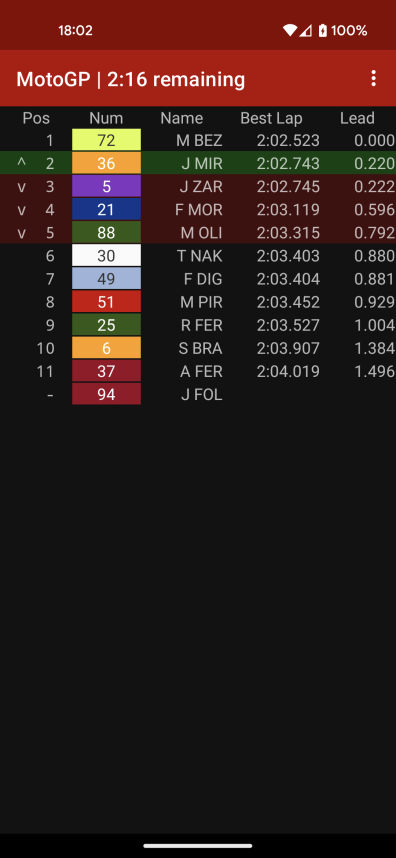 18:02 100%
MotoGP | 2:16 remaining
Pos Num Name Best Lap Lead
1 72 M BEZ 2:02.523 0.000
^ 2 36 J MIR 2:02.743 0.220
v 3 5 J ZAR 2:02.745 0.222
v 4 21 F MOR 2:03.119 0.596
v 5 88 M OLI 2:03.315 0.792
6 30 T NAK 2:03.403 0.880
7 49 F DIG 2:03.404 0.881
8 51 M PIR 2:03.452 0.929
9 25 R FER 2:03.527 1.004
10 6 S BRA 2:03.907 1.384
11 37 A FER 2:04.019 1.496
- 94 J FOL